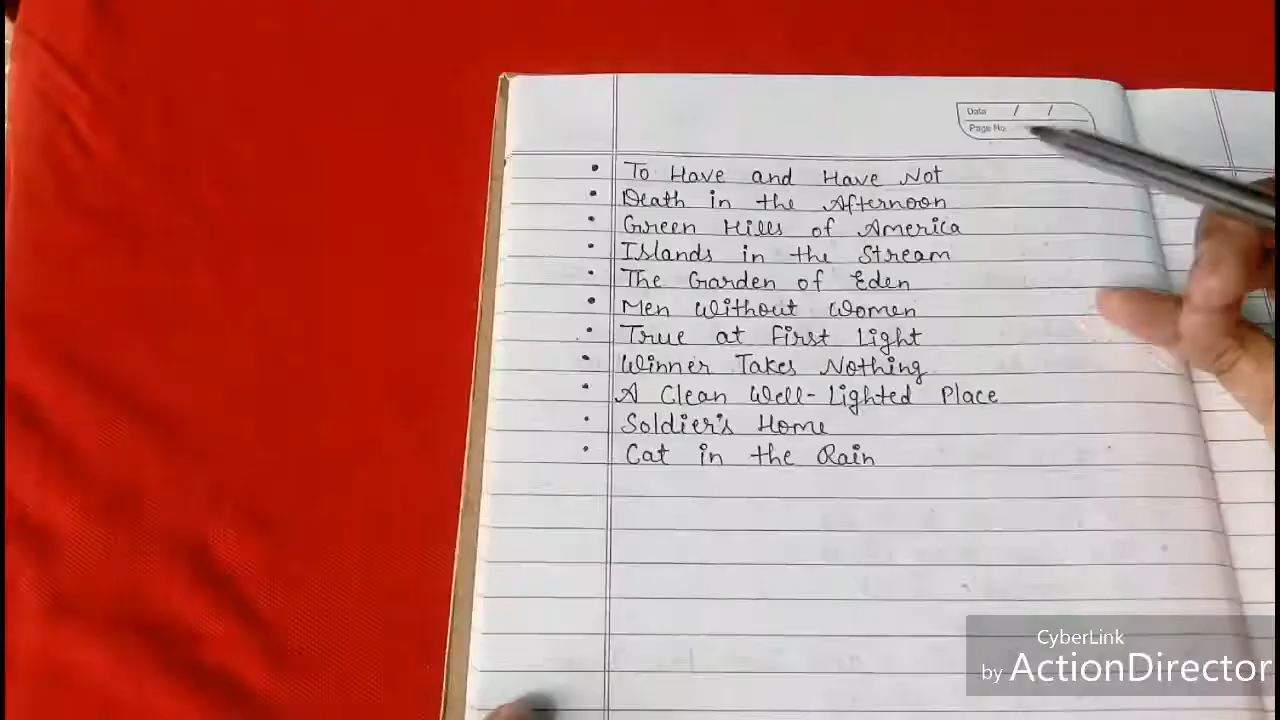 Data / /
Page No.
• To Have and Have Not
• Death in the Afternoon
• Green Hills of America
• Islands in the Stream
• The Garden of Eden
• Men Without Women
• True at First Light
• Winner Takes Nothing
• A Clean Well-Lighted Place
• Soldier's Home
• Cat in the Rain
CyberLink
by ActionDirector